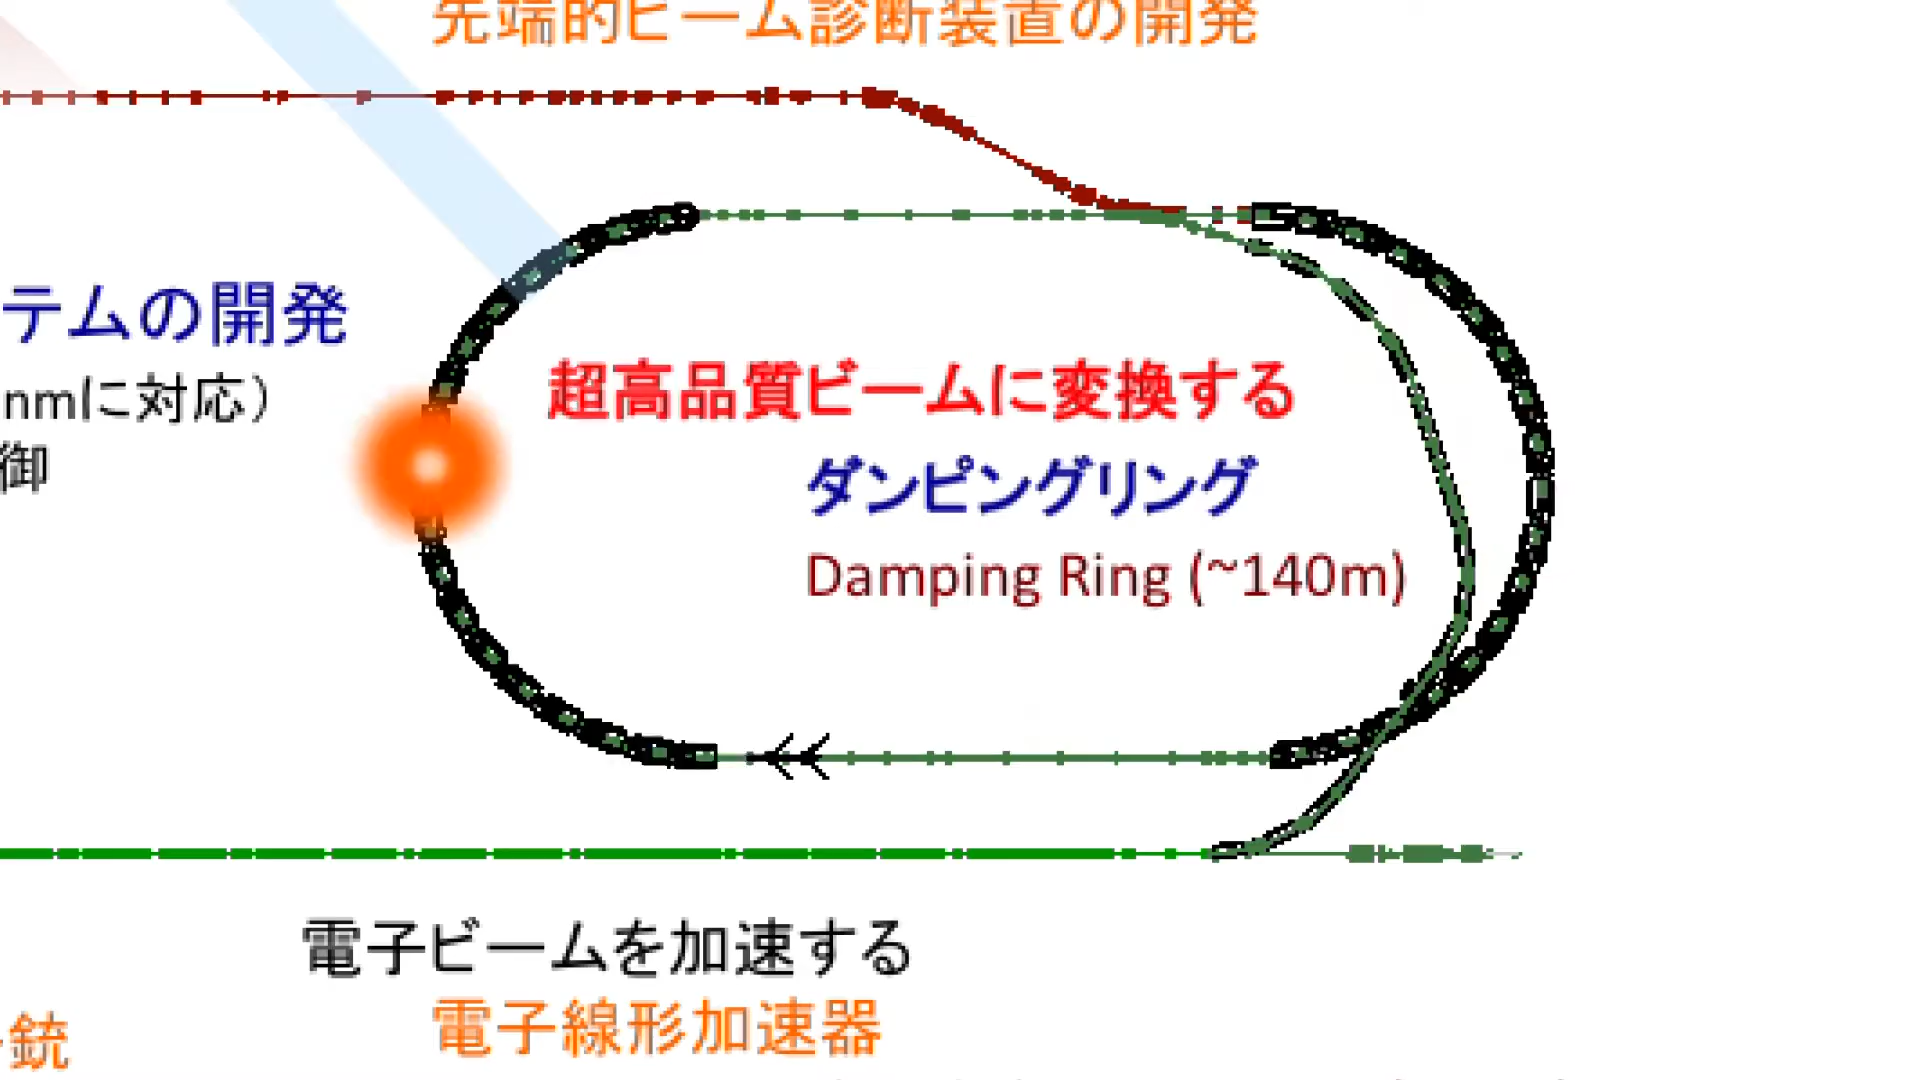 先端的ビーム診断装置の開発
テムの開発
nmに対応）
御
超高品質ビームに変換する
ダンピングリング
Damping Ring (~140m)
電子ビームを加速する
電子線形加速器
銃